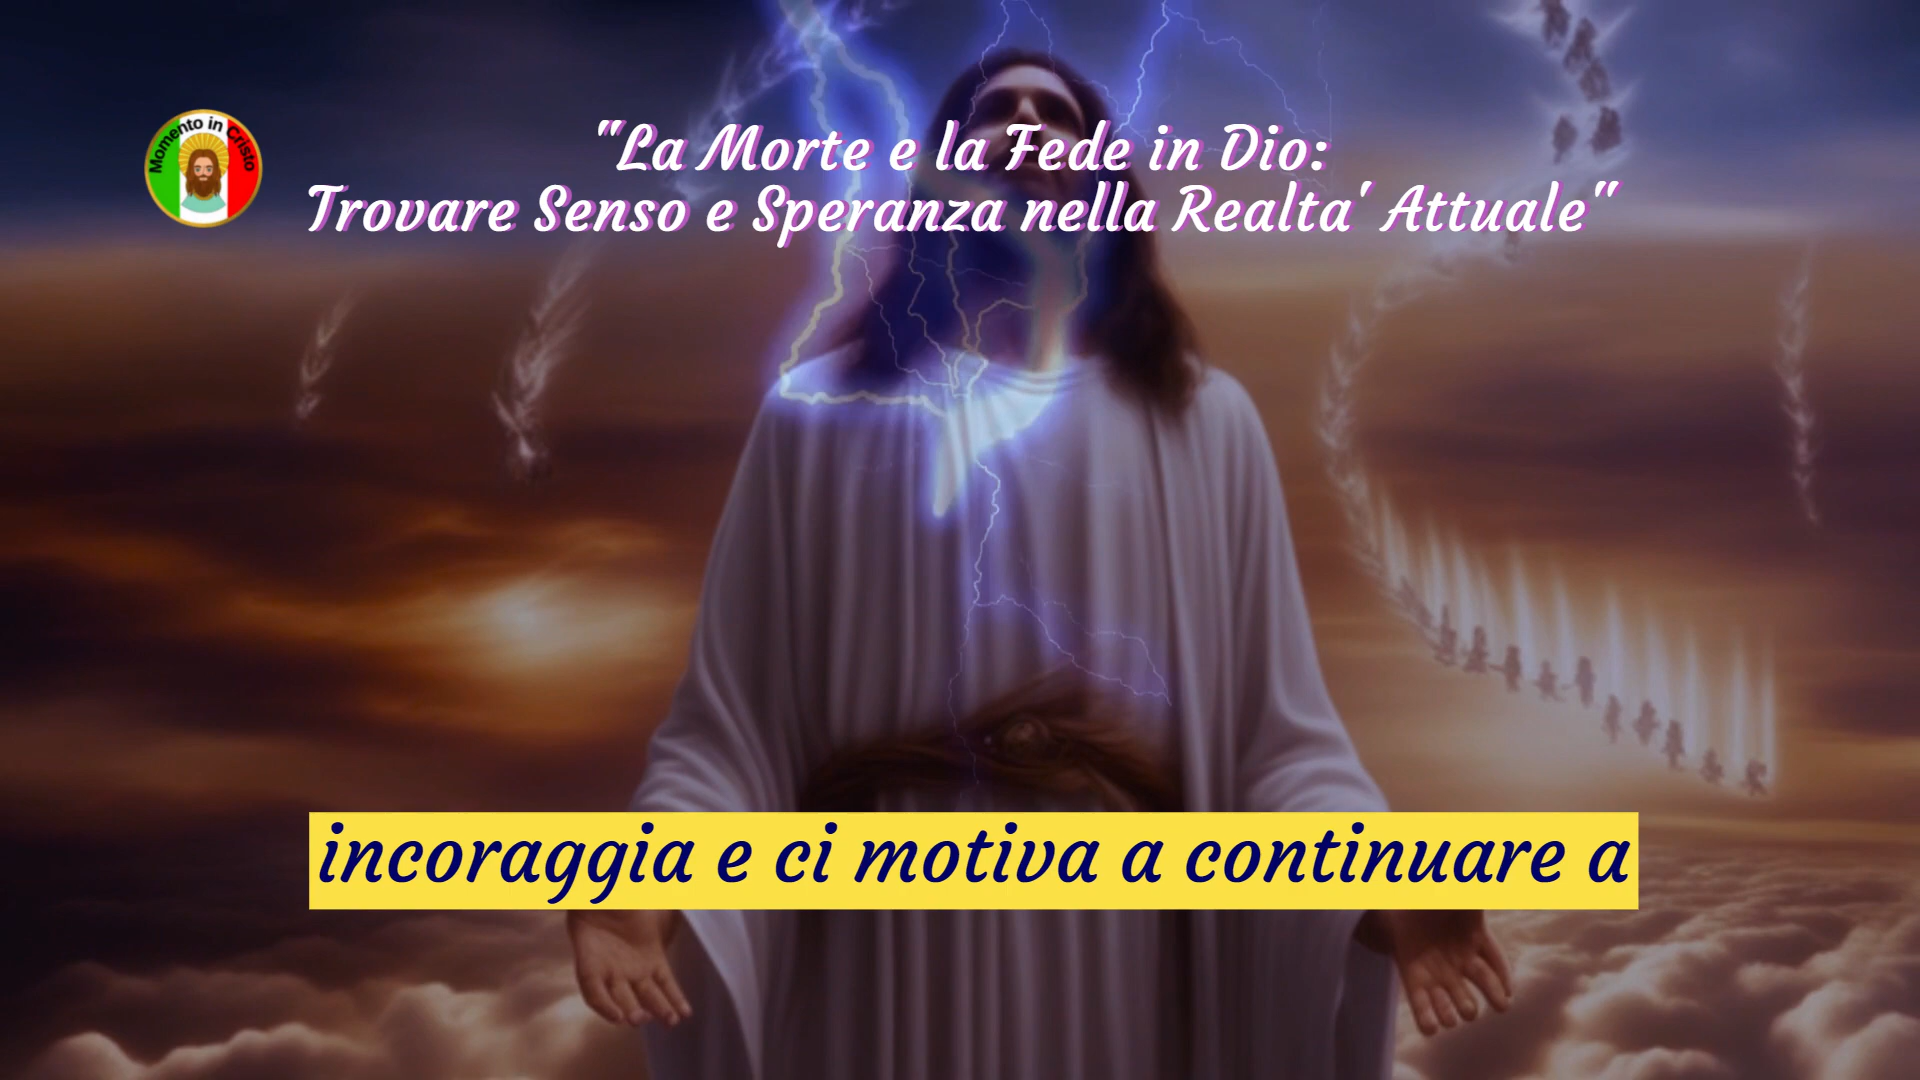 Momento in Cristo
"La Morte e la Fede in Dio:
Trovare Senso e Speranza nella Realta' Attuale"
incoraggia e ci motiva a continuare a